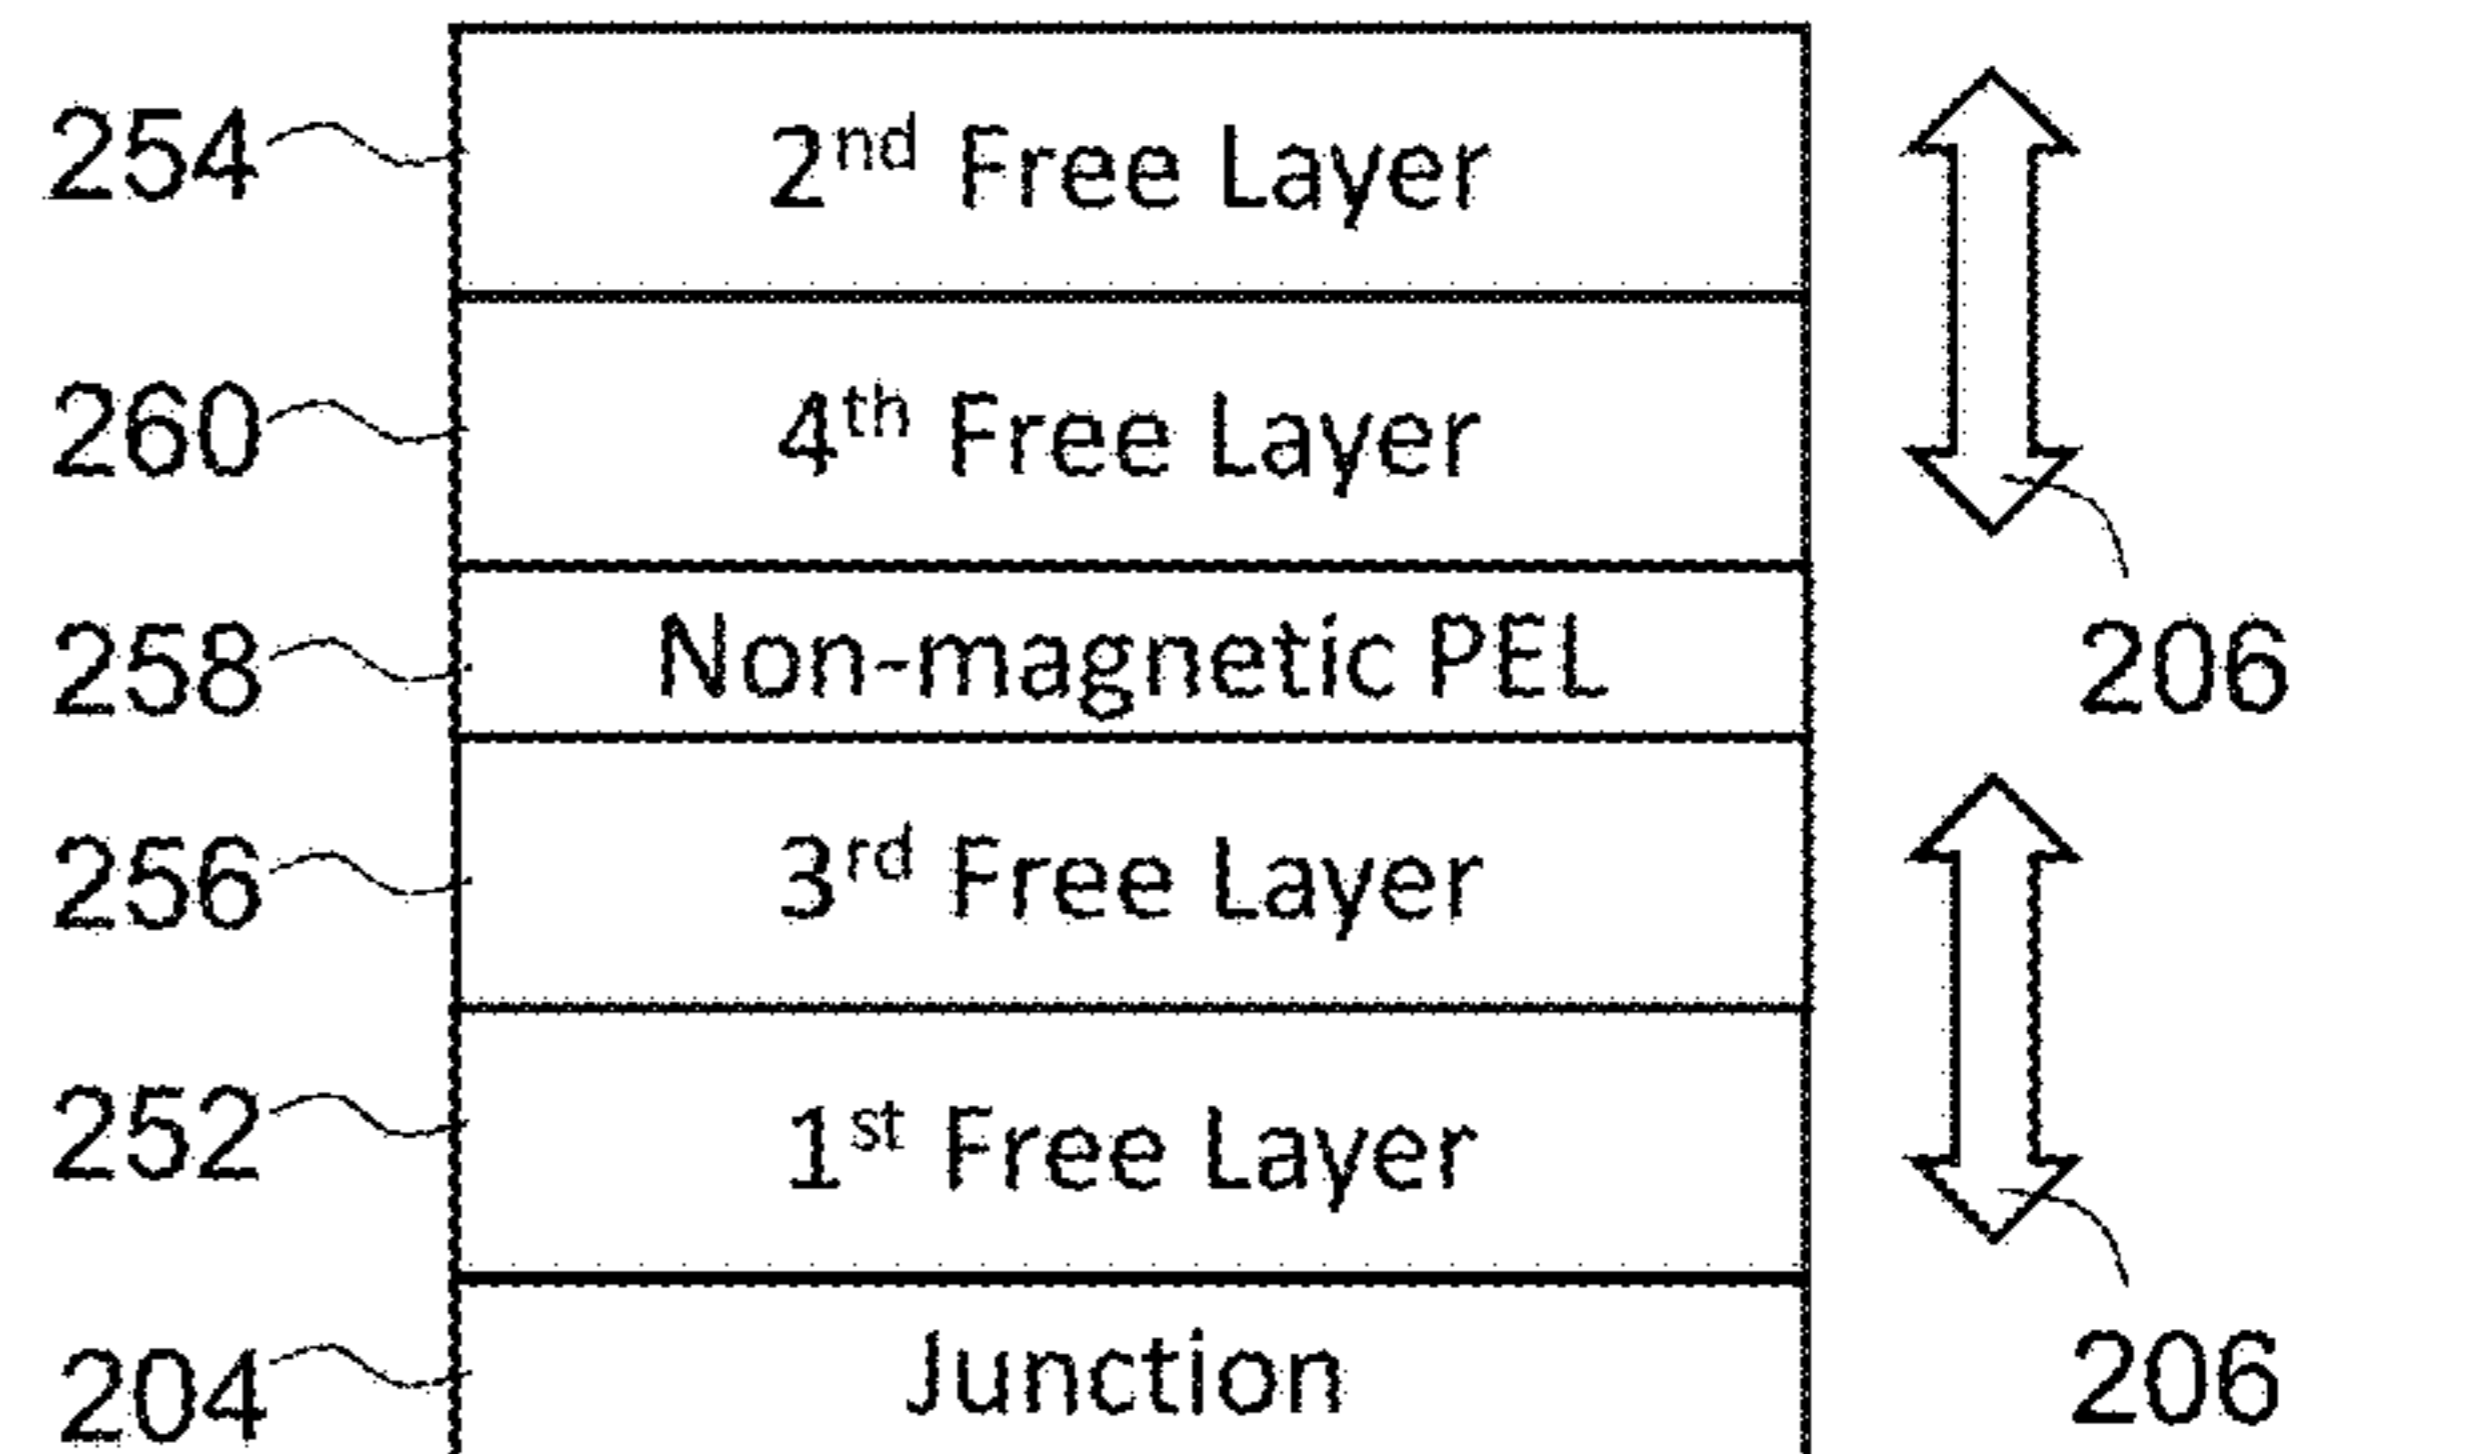 254 2nd Free Layer
260 4th Free Layer
258 Non-magnetic PEL 206
256 3rd Free Layer
252 1st Free Layer
204 Junction 206